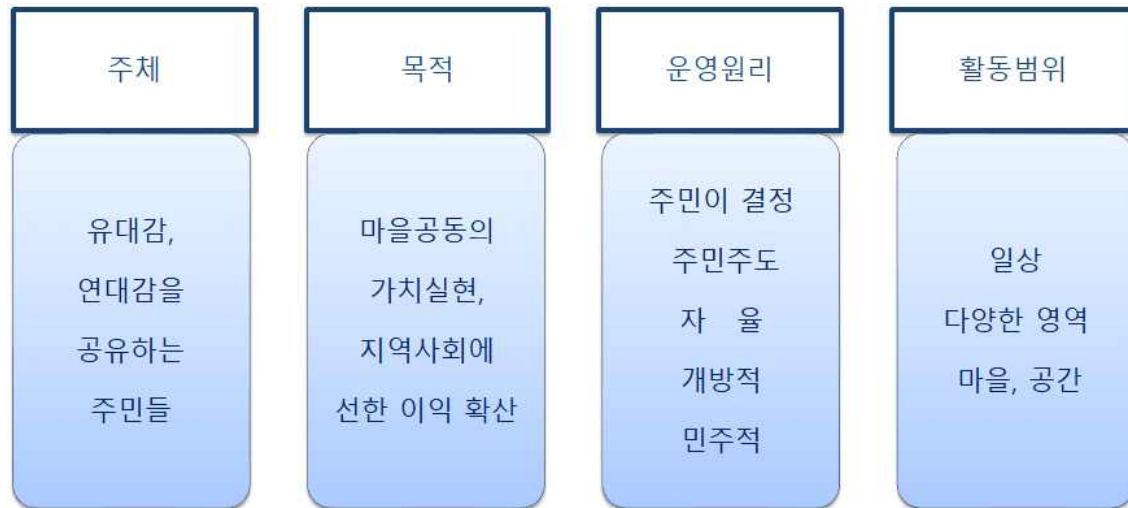 주체
유대감,
연대감을
공유하는
주민들
목적
마을공동의
가치실현,
지역사회에
선한 이익 확산
운영원리
주민이 결정
주민주도
자 율
개방적
민주적
활동범위
일상
다양한 영역
마을, 공간